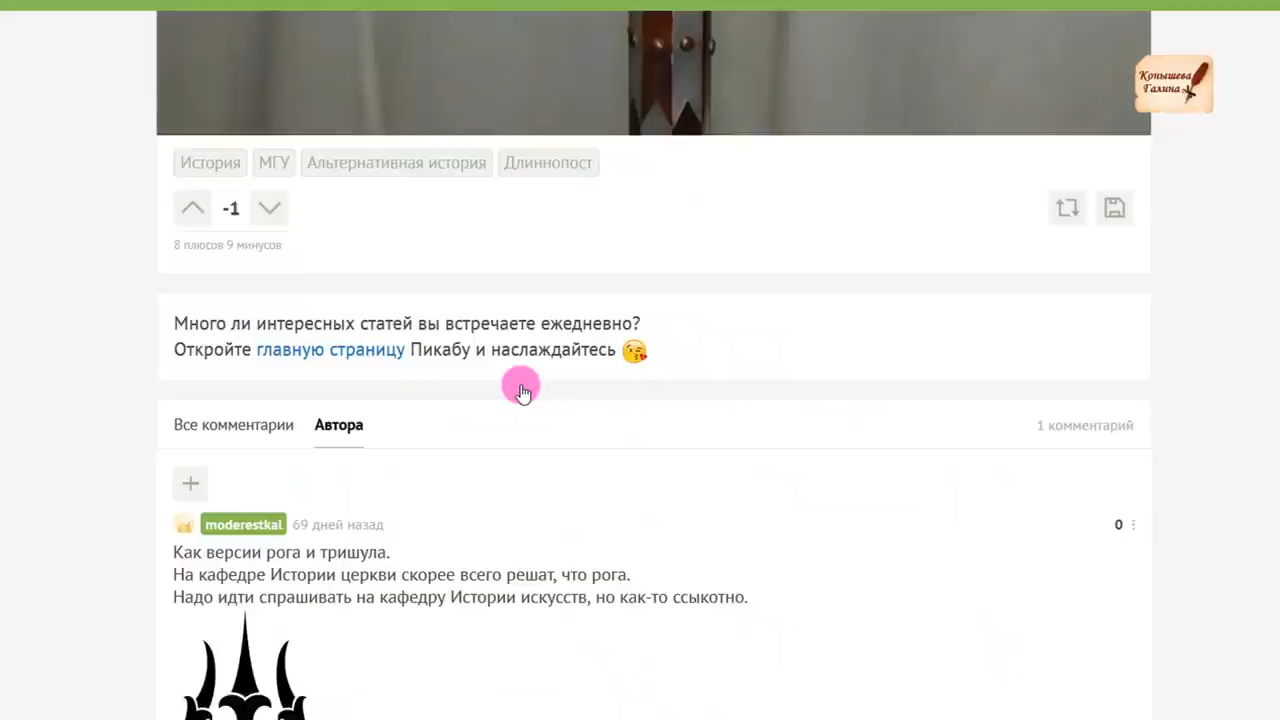 Конышева
Галина
История МГУ Альтернативная история Длиннопост
-1
8 плюсов 9 минусов
Много ли интересных статей вы встречаете ежедневно?
Откройте главную страницу Пикабу и наслаждайтесь
Все комментарии Автора 1 комментарий
moderestkal 69 дней назад 0
Как версии рога и тришула.
На кафедре Истории церкви скорее всего решат, что рога.
Надо идти спрашивать на кафедру Истории искусств, но как-то ссыкотно.